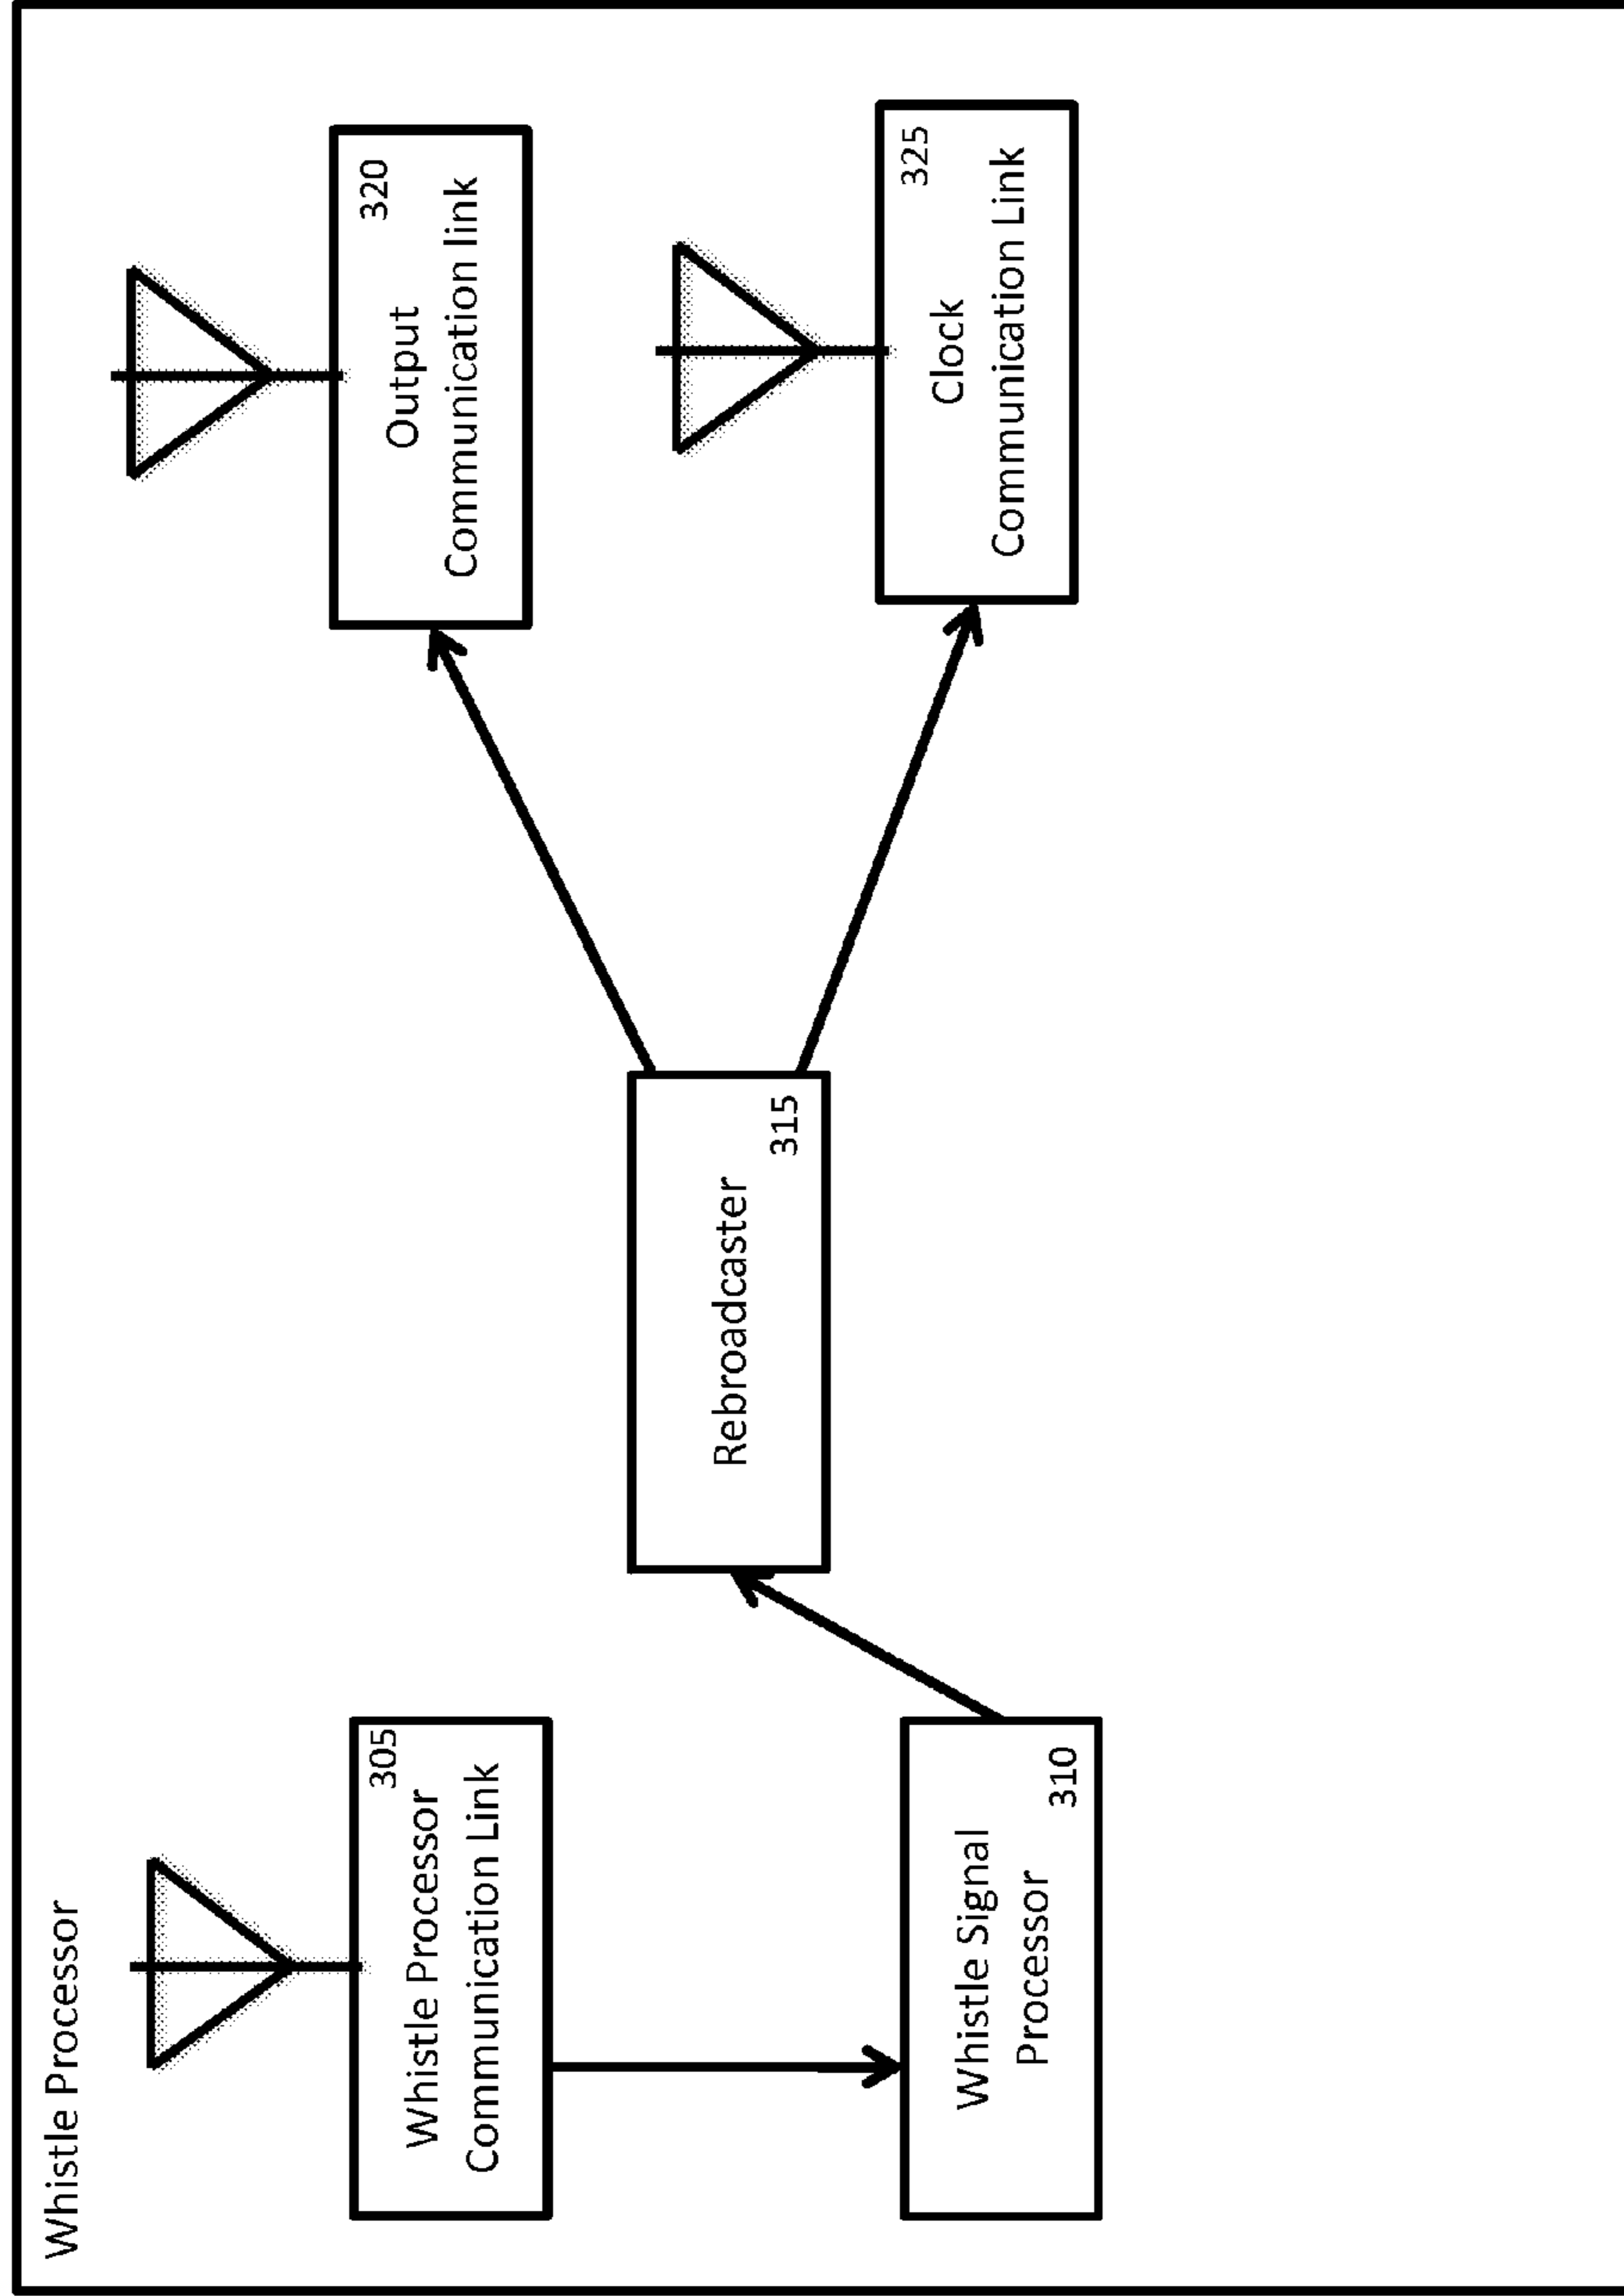 Whistle Processor
305
Whistle Processor
Communication Link
Whistle Signal
Processor
310
Rebroadcaster
315
320
Output
Communication link
325
Clock
Communication Link